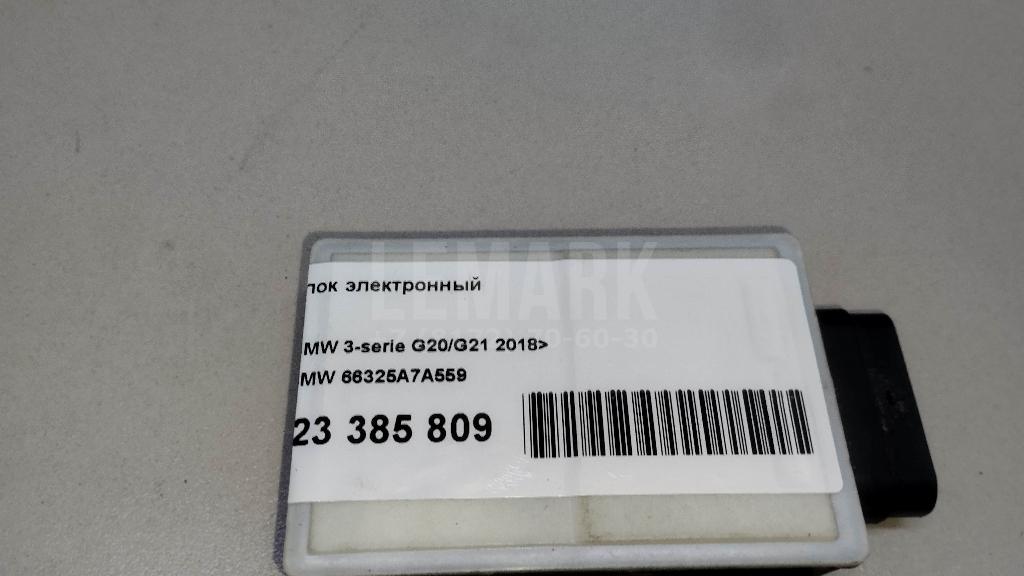 LEMARK
лок электронный
MW 3-serie G20/G21 2018>
MW 66325A7A559
23 385 809